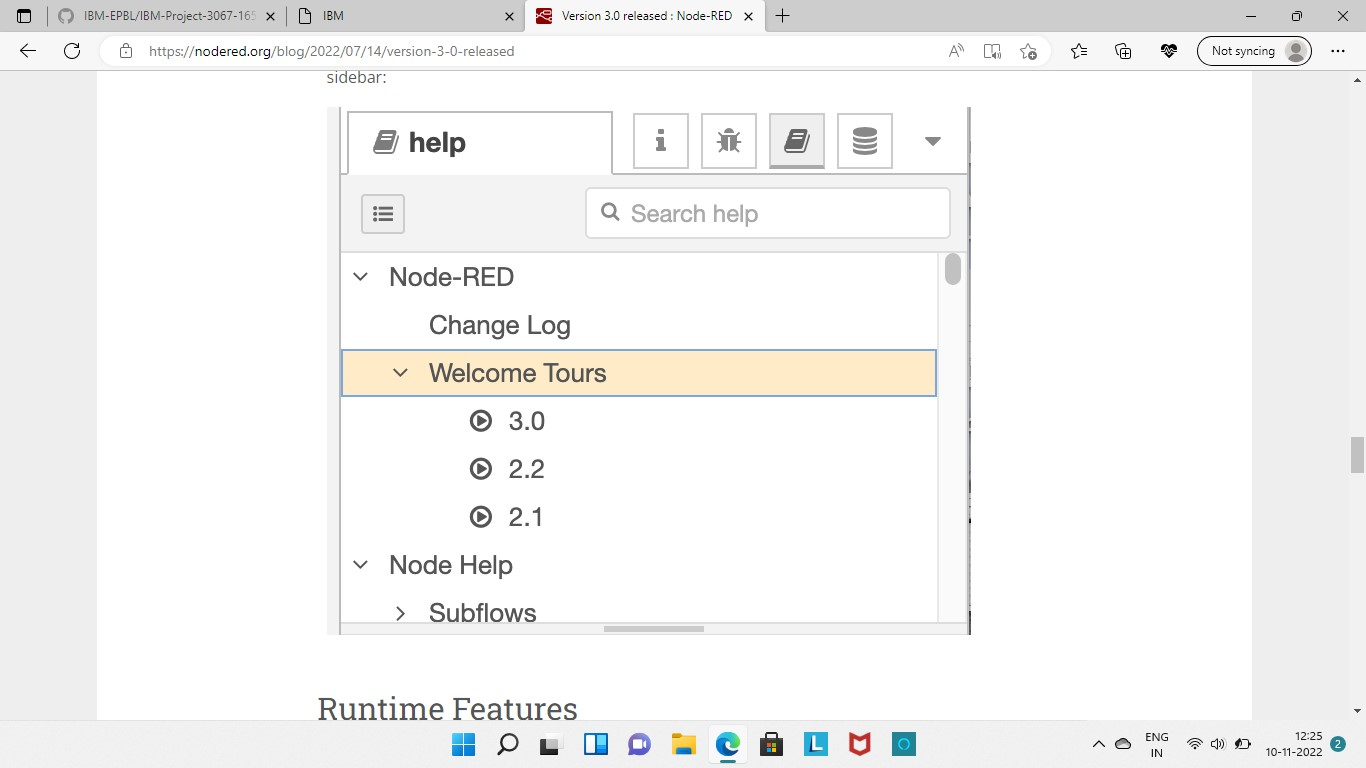 IBM-EPBL/IBM-Project-3067-165
IBM
Version 3.0 released : Node-RED
https://nodered.org/blog/2022/07/14/version-3-0-released
Not syncing
sidebar:
help
Search help
Node-RED
Change Log
Welcome Tours
3.0
2.2
2.1
Node Help
Subflows
Runtime Features
ENG
IN
12:25
10-11-2022
2